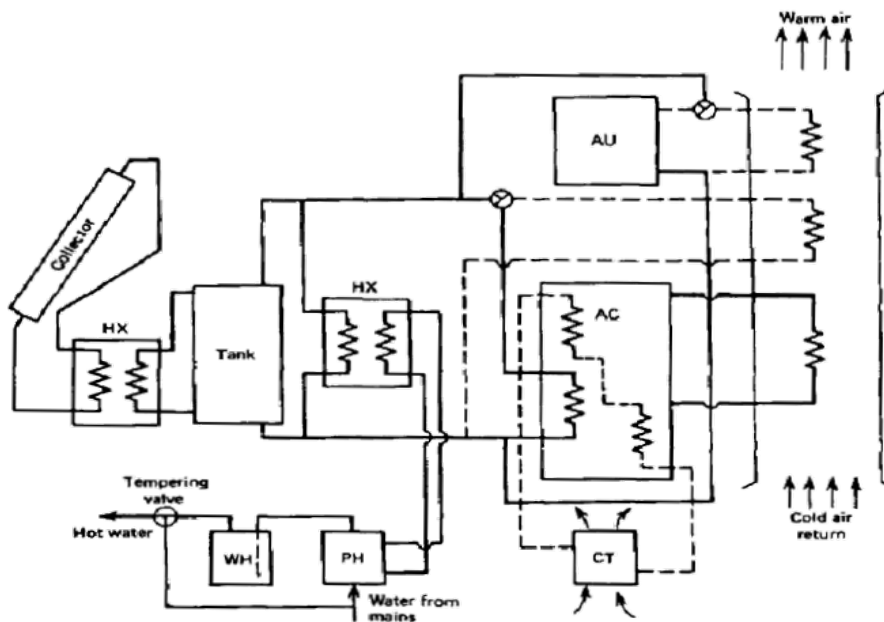 Warm air
AU
Collector
HX
HX
AC
Tank
Tempering
valve
Hot water
WH
PH
CT
Cold air
return
Water from
mains